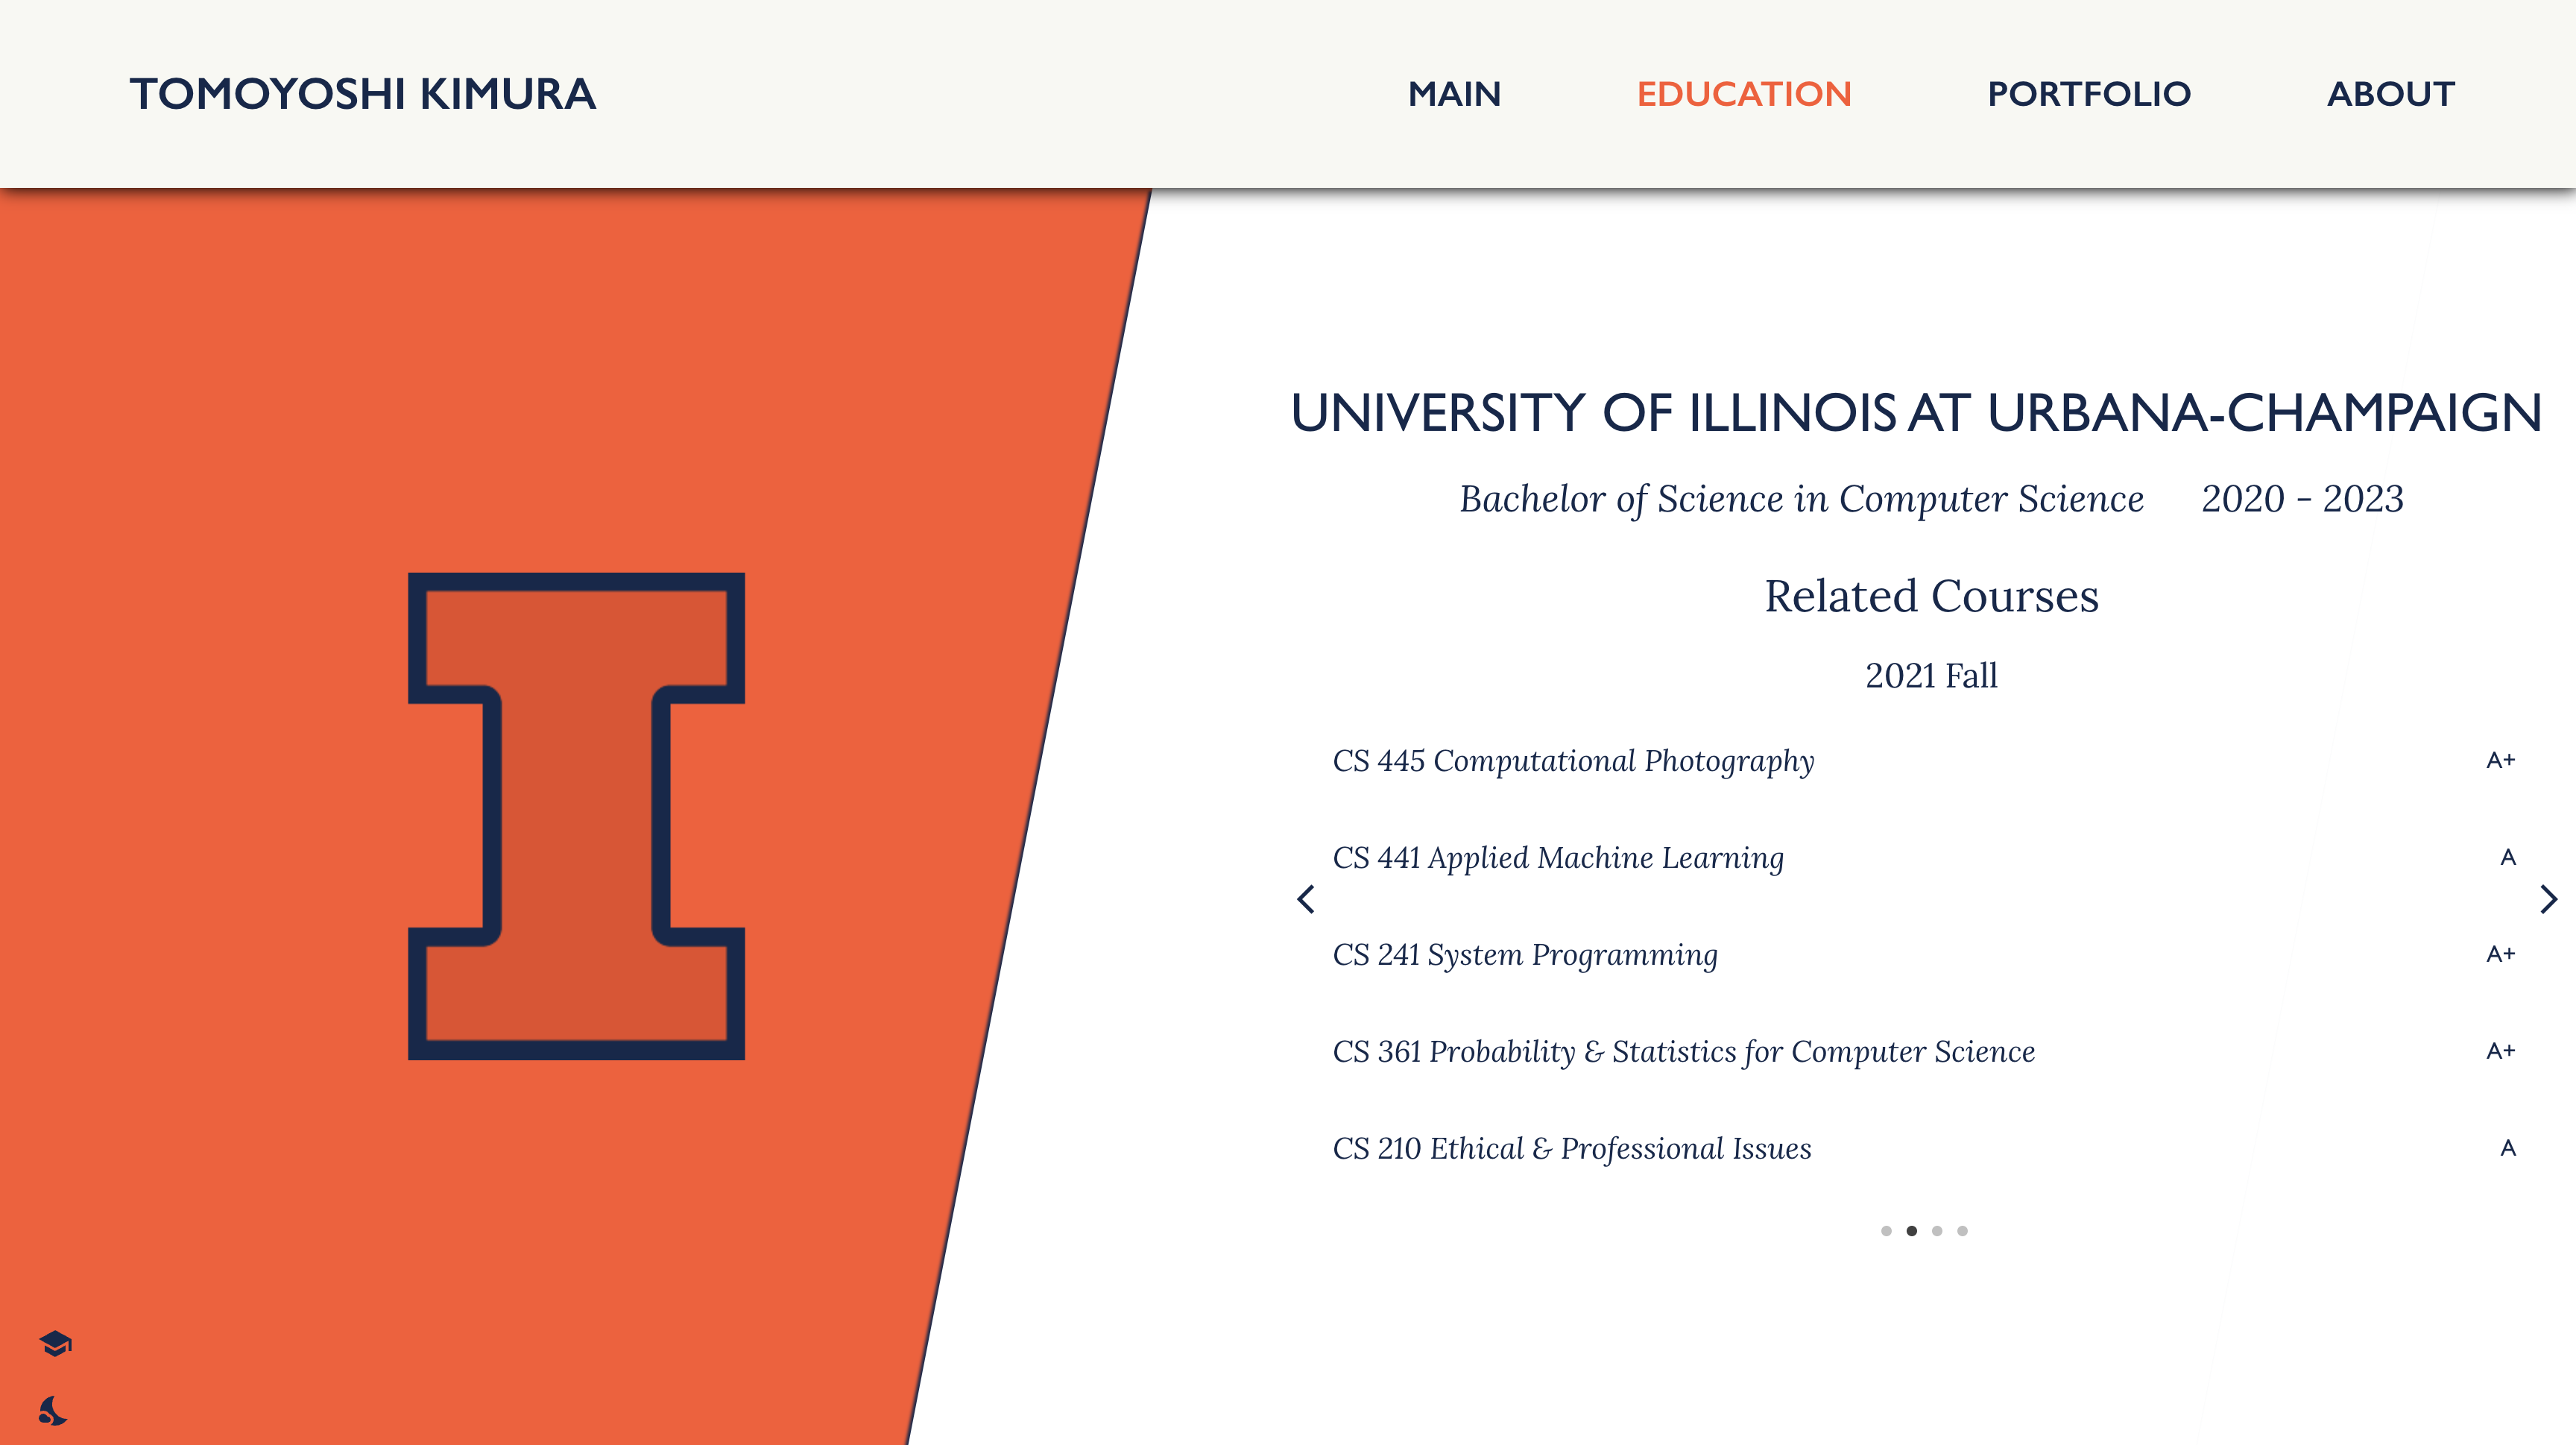 TOMOYOSHI KIMURA
MAIN
EDUCATION
PORTFOLIO
ABOUT
UNIVERSITY OF ILLINOIS AT URBANA-CHAMPAIGN
Bachelor of Science in Computer Science 2020 - 2023
Related Courses
2021 Fall
CS 445 Computational Photography A+
CS 441 Applied Machine Learning A
CS 241 System Programming A+
CS 361 Probability & Statistics for Computer Science A+
CS 210 Ethical & Professional Issues A
I